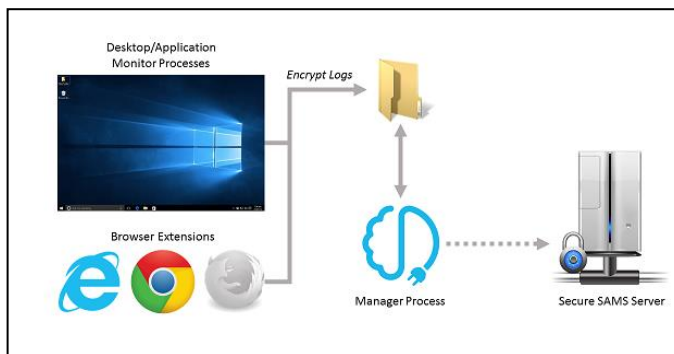 Desktop/Application
Monitor Processes
Encrypt Logs
Browser Extensions
Manager Process
Secure SAMS Server